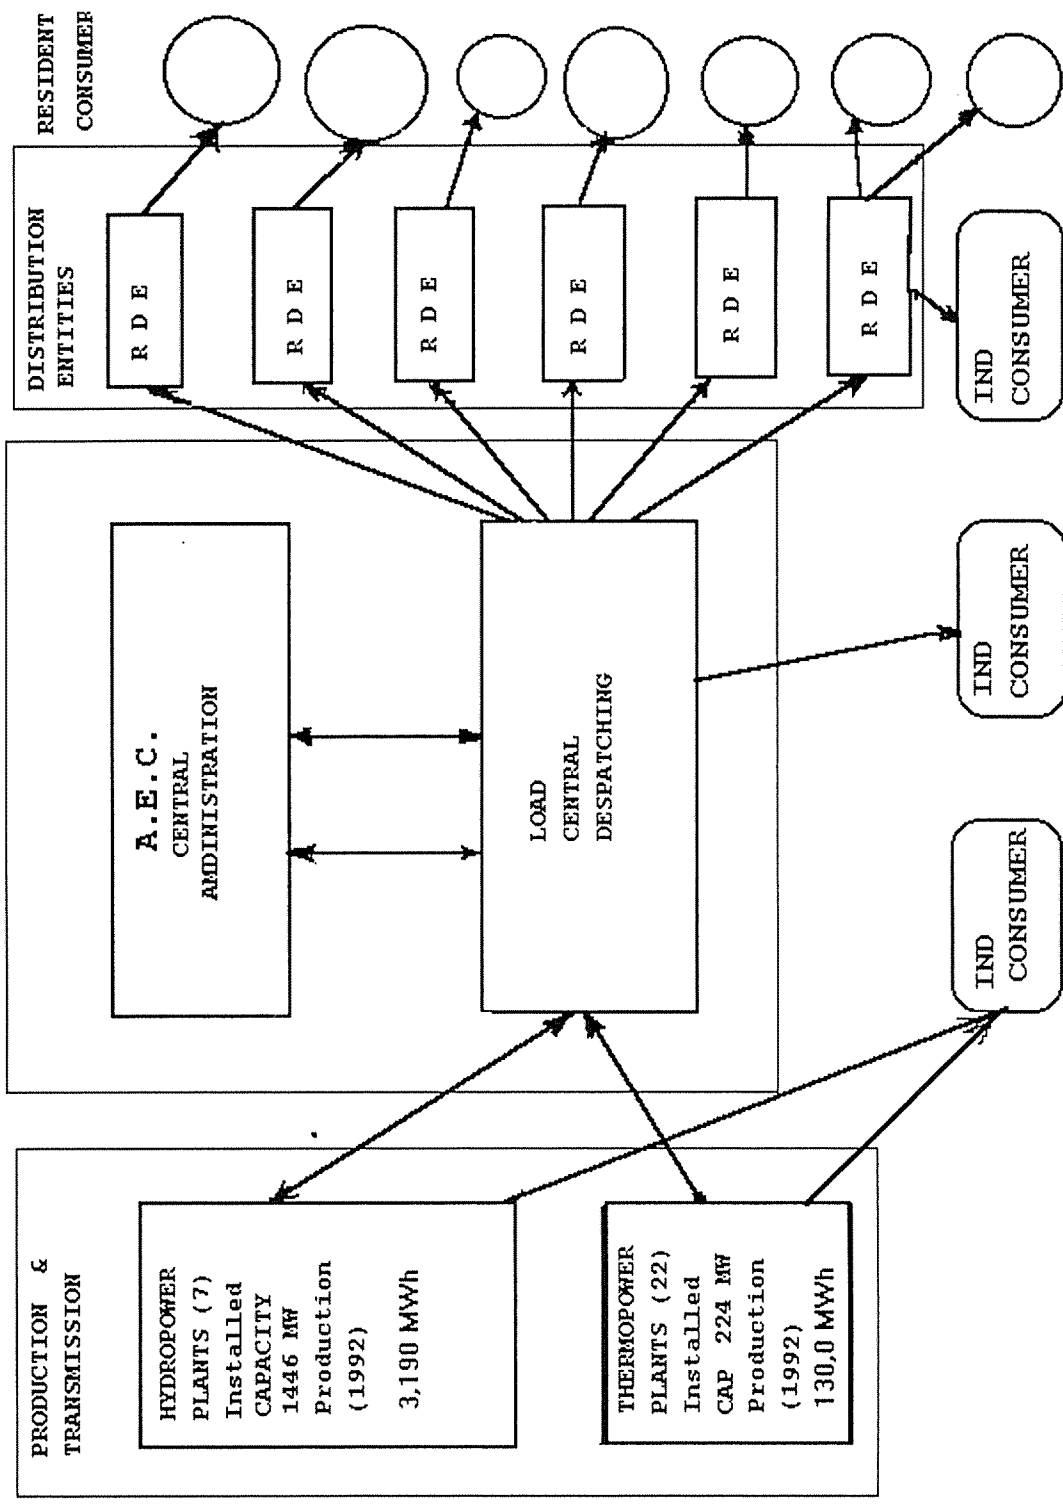 PRODUCTION &
TRANSMISSION
HYDROPOWER
PLANTS (7)
Installed
CAPACITY
1446 MW
Production
(1992)
3,190 MWh
THERMOPOWER
PLANTS (22)
Installed
CAP 224 MW
Production
(1992)
130,0 MWh
A.E.C.
CENTRAL
AMDINISTRATION
LOAD
CENTRAL
DESPATCHING
DISTRIBUTION
ENTITIES
R D E
R D E
R D E
R D E
R D E
R D E
RESIDENT
CONSUMER
IND
CONSUMER
IND
CONSUMER
IND
CONSUMER